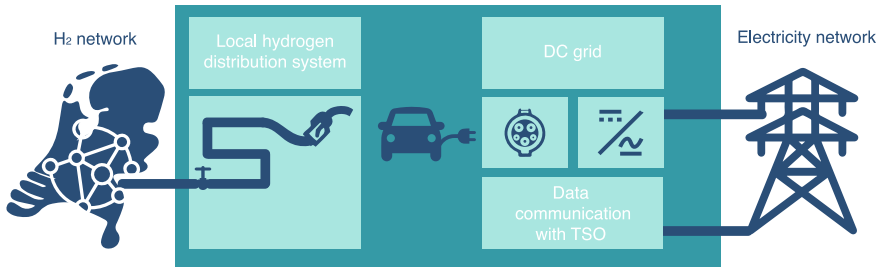 H₂ network
Local hydrogen
distribution system
DC grid
Electricity network
Data
communication
with TSO